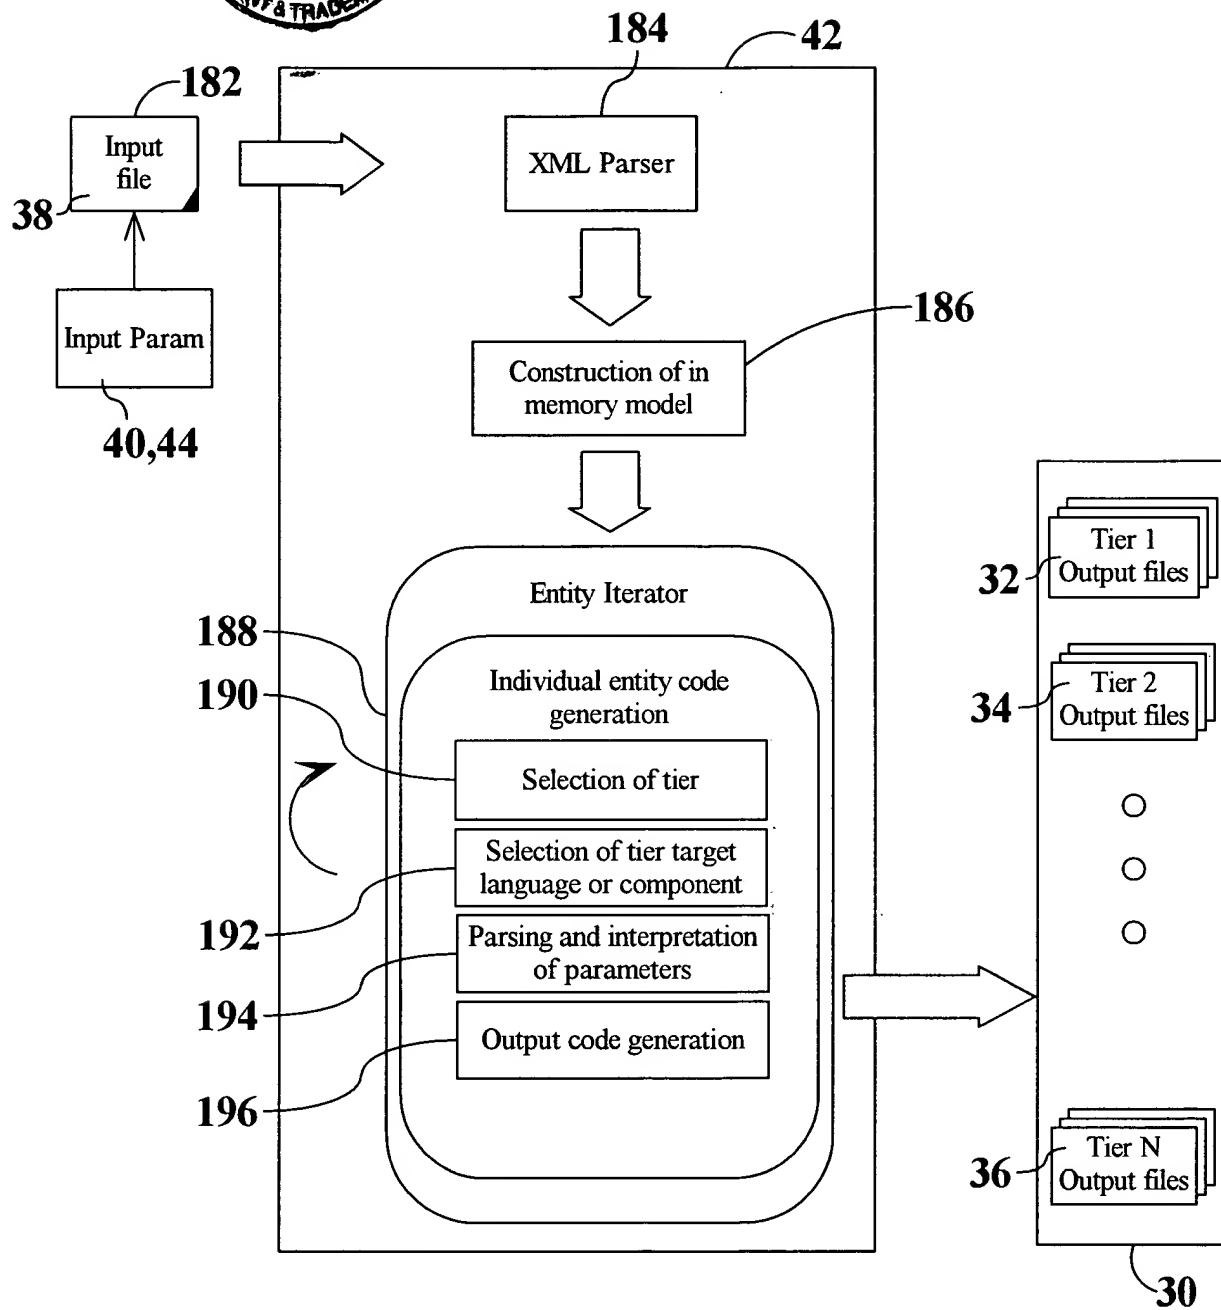 & TRADE
184
42
182
Input
file
XML Parser
38
Input Param
186
40,44
Construction of in
memory model
Tier 1
Output files
32
Entity Iterator
188
Individual entity code
generation
190
Tier 2
Output files
34
Selection of tier
Selection of tier target
language or component
192
Parsing and interpretation
of parameters
194
Output code generation
196
Tier N
Output files
36
30